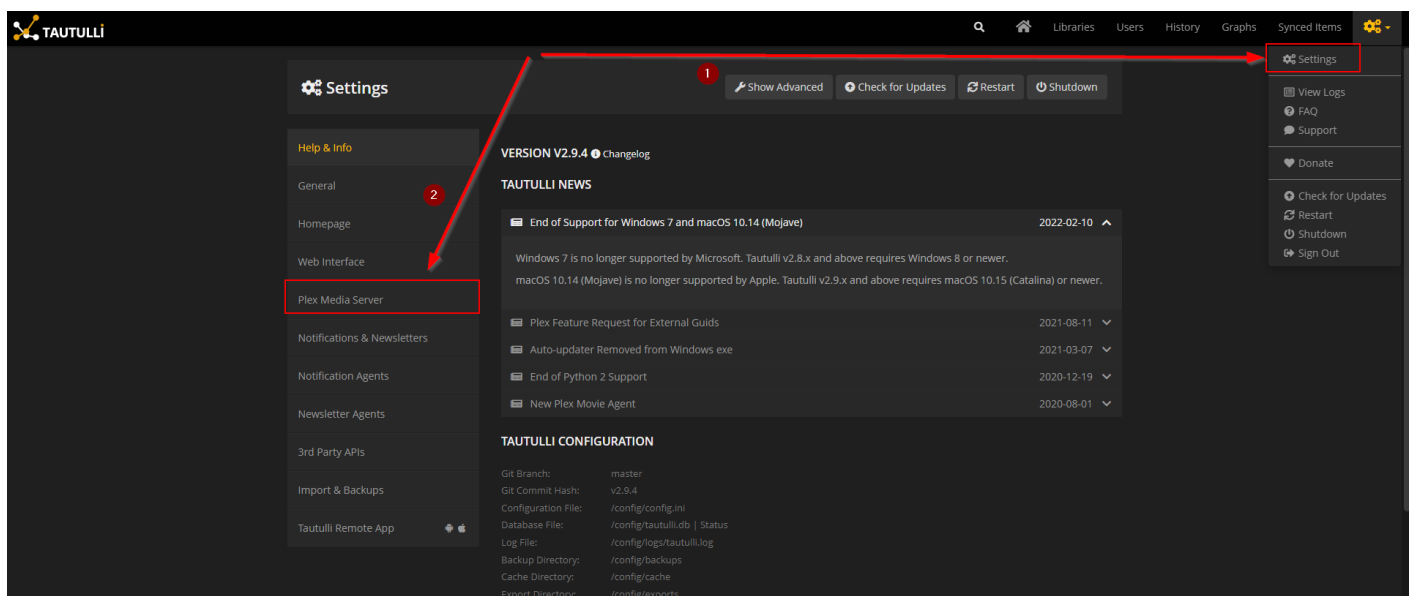 TAUTULLI
Libraries Users History Graphs Synced Items
1
Settings
Settings
Show Advanced Check for Updates Restart Shutdown
View Logs
FAQ
Support
Donate
Check for Updates
Restart
Shutdown
Sign Out
Help & Info
General
2
Homepage
Web Interface
Plex Media Server
Notifications & Newsletters
Notification Agents
Newsletter Agents
3rd Party APIs
Import & Backups
Tautulli Remote App
VERSION V2.9.4 Changelog
TAUTULLI NEWS
End of Support for Windows 7 and macOS 10.14 (Mojave) 2022-02-10
Windows 7 is no longer supported by Microsoft. Tautulli v2.8.x and above requires Windows 8 or newer.
macOS 10.14 (Mojave) is no longer supported by Apple. Tautulli v2.9.x and above requires macOS 10.15 (Catalina) or newer.
Plex Feature Request for External Guids 2021-08-11
Auto-updater Removed from Windows exe 2021-03-07
End of Python 2 Support 2020-12-19
New Plex Movie Agent 2020-08-01
TAUTULLI CONFIGURATION
Git Branch: master
Git Commit Hash: v2.9.4
Configuration File: /config/config.ini
Database File: /config/tautulli.db | Status
Log File: /config/logs/tautulli.log
Backup Directory: /config/backups
Cache Directory: /config/cache
Export Directory: /config/exports